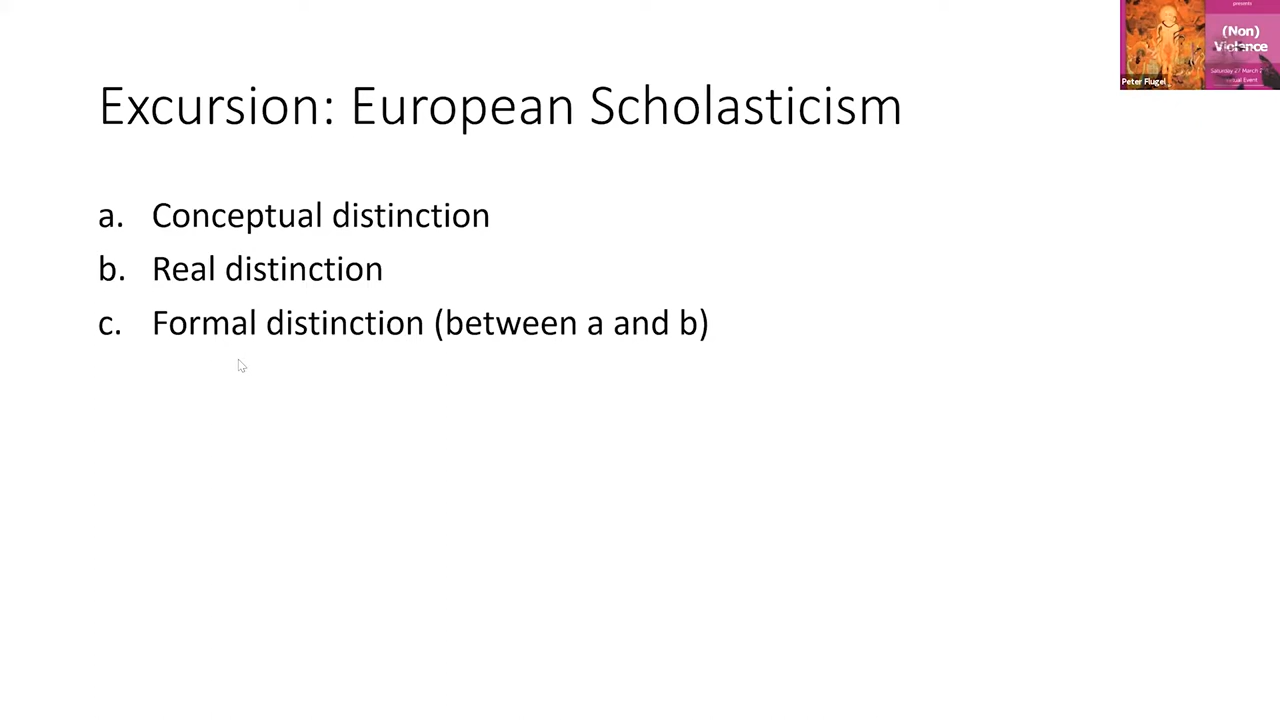 presents
(Non)
Violence
Saturday 27 March
Virtual Event
Peter Flugel
Excursion: European Scholasticism
a. Conceptual distinction
b. Real distinction
c. Formal distinction (between a and b)